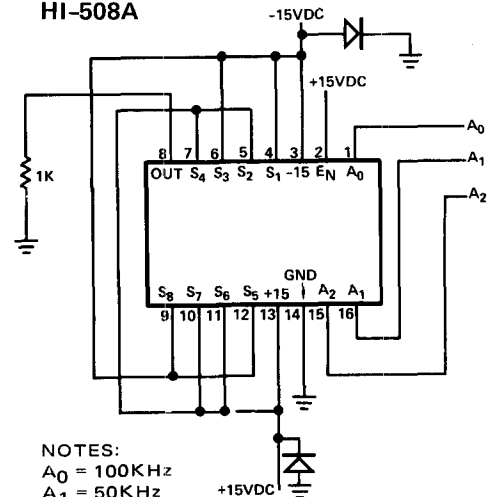 HI-508A
-15VDC
+15VDC
A0
A1
A2
8 7 6 5 4 3 2 1
OUT S4 S3 S2 S1 -15 EN A0
1K
GND
S8 S7 S6 S5 +15 A2 A1
9 10 11 12 13 14 15 16
NOTES:
A0 = 100KHz
A1 = 50KHz
+15VDC